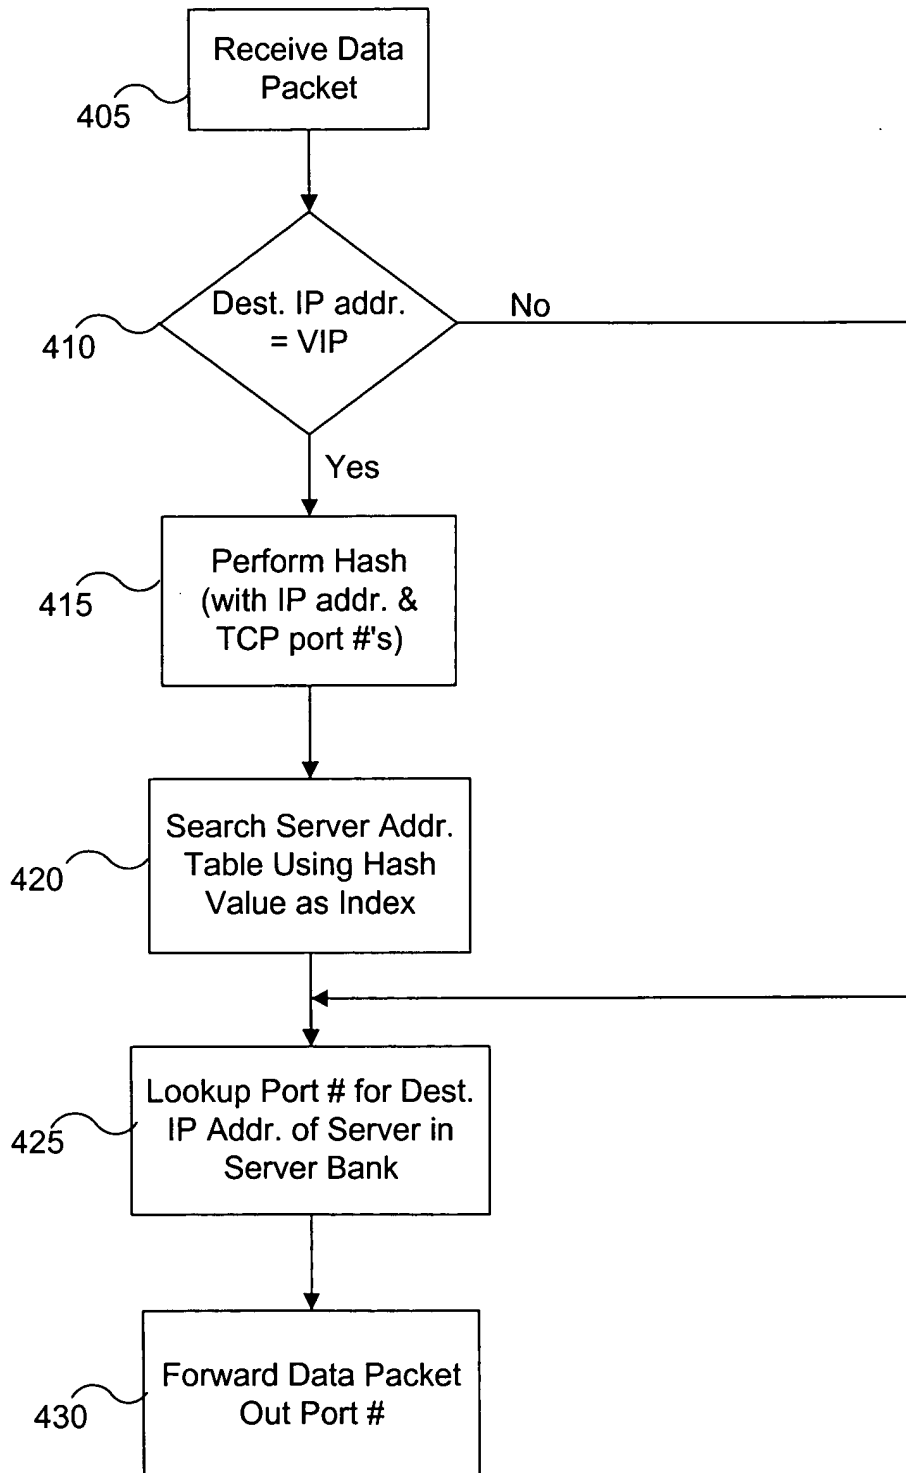 Receive Data
Packet
405
Dest. IP addr.
= VIP
No
410
Yes
Perform Hash
(with IP addr. &
TCP port #'s)
415
Search Server Addr.
Table Using Hash
Value as Index
420
Lookup Port # for Dest.
IP Addr. of Server in
Server Bank
425
Forward Data Packet
Out Port #
430